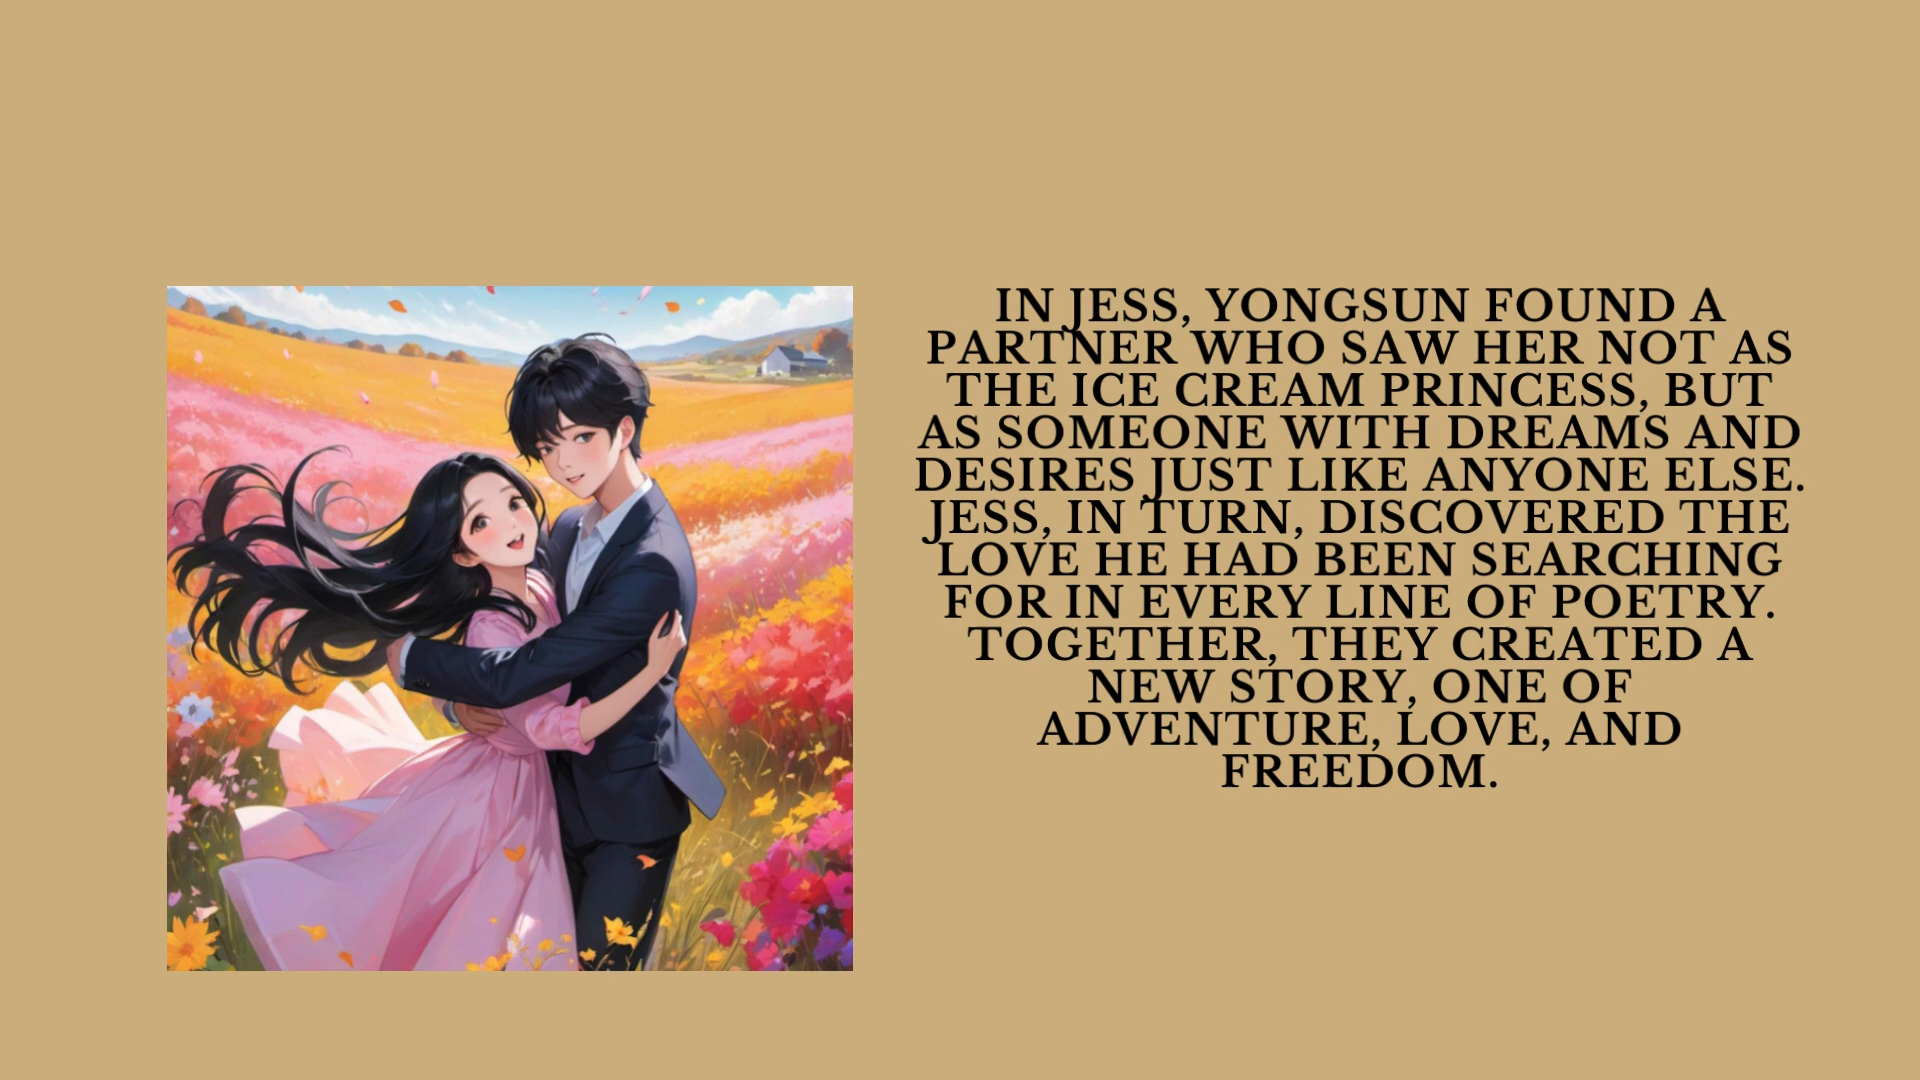 IN JESS, YONGSUN FOUND A
PARTNER WHO SAW HER NOT AS
THE ICE CREAM PRINCESS, BUT
AS SOMEONE WITH DREAMS AND
DESIRES JUST LIKE ANYONE ELSE.
JESS, IN TURN, DISCOVERED THE
LOVE HE HAD BEEN SEARCHING
FOR IN EVERY LINE OF POETRY.
TOGETHER, THEY CREATED A
NEW STORY, ONE OF
ADVENTURE, LOVE, AND
FREEDOM.